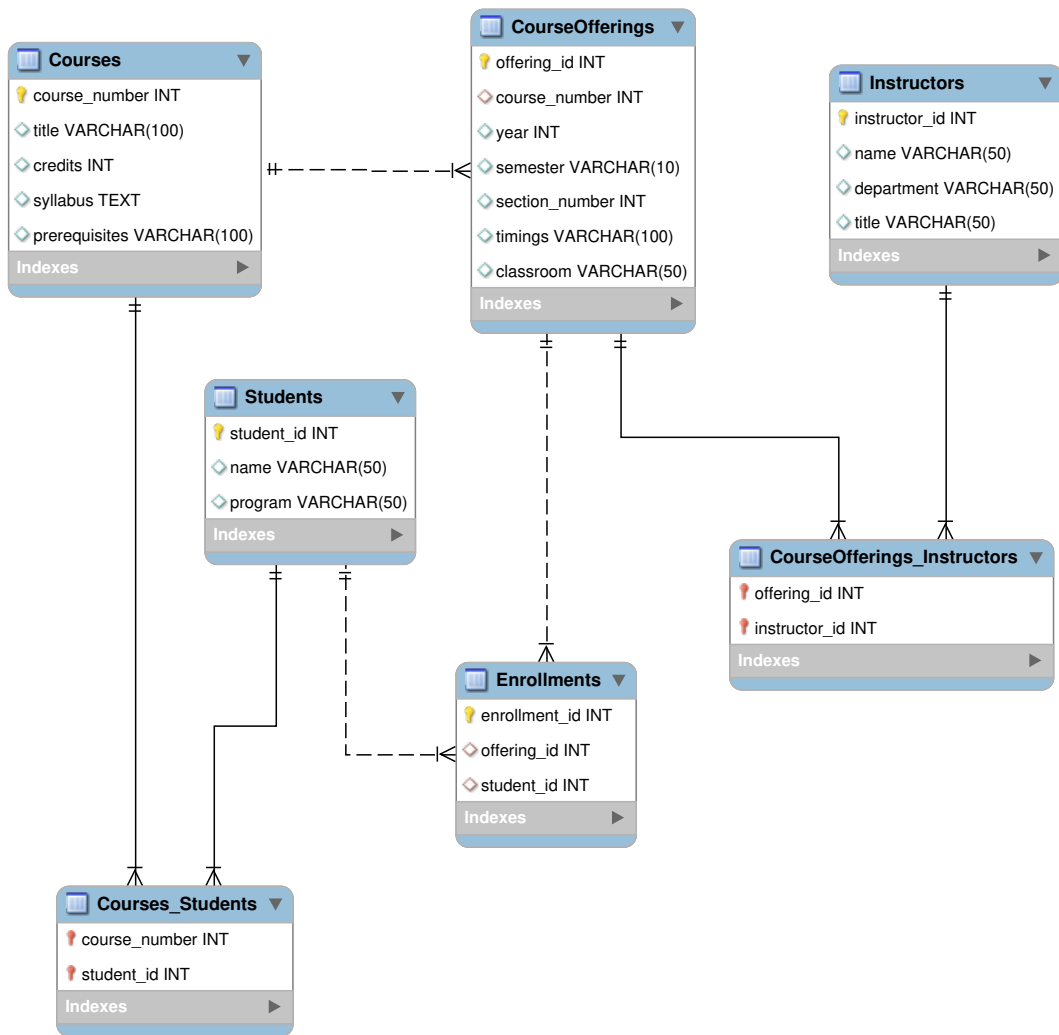 Courses
course_number INT
title VARCHAR(100)
credits INT
syllabus TEXT
prerequisites VARCHAR(100)
Indexes
CourseOfferings
offering_id INT
course_number INT
year INT
semester VARCHAR(10)
section_number INT
timings VARCHAR(100)
classroom VARCHAR(50)
Indexes
Instructors
instructor_id INT
name VARCHAR(50)
department VARCHAR(50)
title VARCHAR(50)
Indexes
Students
student_id INT
name VARCHAR(50)
program VARCHAR(50)
Indexes
CourseOfferings_Instructors
offering_id INT
instructor_id INT
Indexes
Enrollments
enrollment_id INT
offering_id INT
student_id INT
Indexes
Courses_Students
course_number INT
student_id INT
Indexes